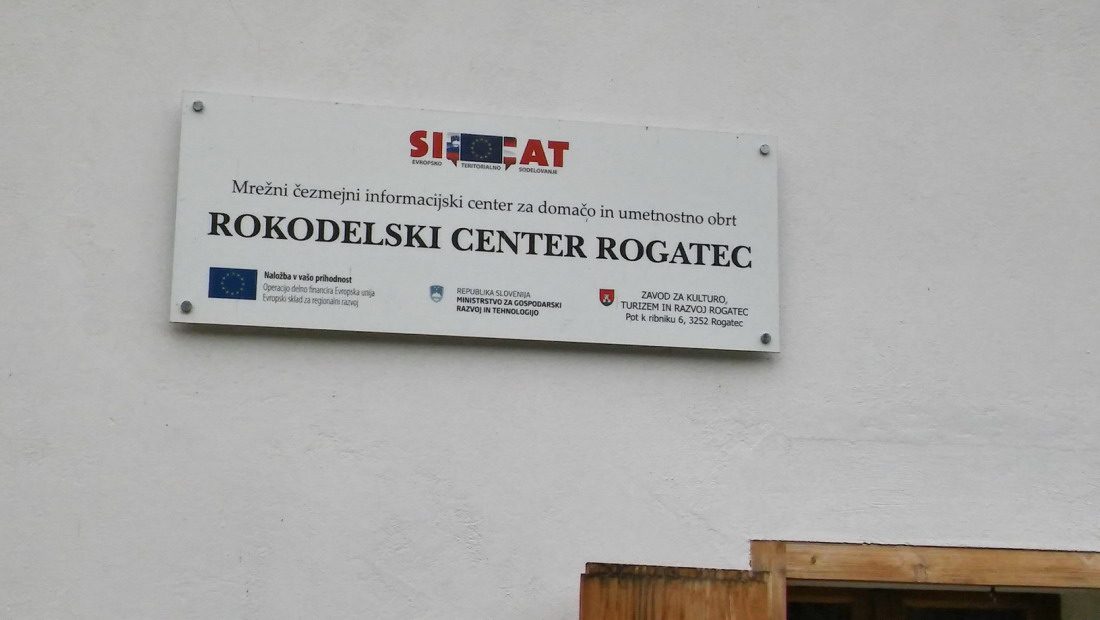 SI AT
EVROPSKO TERITORIALNO SODELOVANJE
Mrežni čezmejni informacijski center za domačo in umetnostno obrt
ROKODELSKI CENTER ROGATEC
Naložba v vašo prihodnost
Operacijo delno financira Evropska unija
Evropski sklad za regionalni razvoj
REPUBLIKA SLOVENIJA
MINISTRSTVO ZA GOSPODARSKI
RAZVOJ IN TEHNOLOGIJO
ZAVOD ZA KULTURO,
TURIZEM IN RAZVOJ ROGATEC
Pot k ribniku 6, 3252 Rogatec